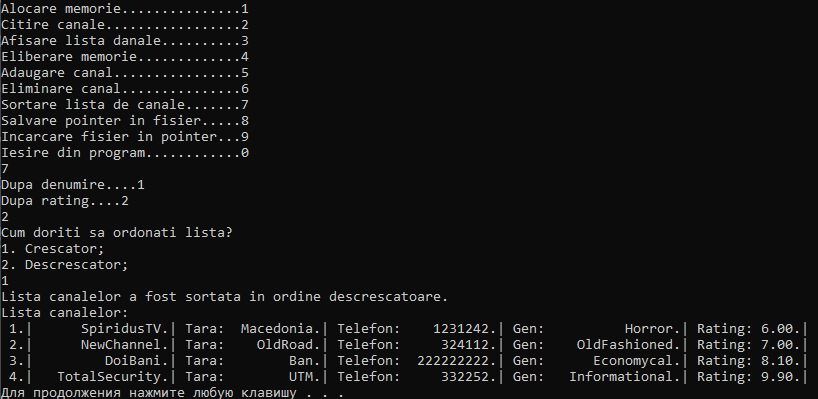 Alocare memorie...............1
Citire canale.................2
Afisare lista danale..........3
Eliberare memorie.............4
Adaugare canal................5
Eliminare canal...............6
Sortare lista de canale.......7
Salvare pointer in fisier.....8
Incarcare fisier in pointer...9
Iesire din program............0
7
Dupa denumire....1
Dupa rating....2
2
Cum doriti sa ordonati lista?
1. Crescator;
2. Descrescator;
1
Lista canalelor a fost sortata in ordine descrescatoare.
Lista canalelor:
1.|      SpiridusTV.| Tara:  Macedonia.| Telefon:    1231242.| Gen:          Horror.| Rating: 6.00.|
2.|      NewChannel.| Tara:    OldRoad.| Telefon:     324112.| Gen:    OldFashioned.| Rating: 7.00.|
3.|         DoiBani.| Tara:        Ban.| Telefon:  222222222.| Gen:      Economycal.| Rating: 8.10.|
4.|   TotalSecurity.| Tara:        UTM.| Telefon:     332252.| Gen:   Informational.| Rating: 9.90.|
Для продолжения нажмите любую клавишу . . .